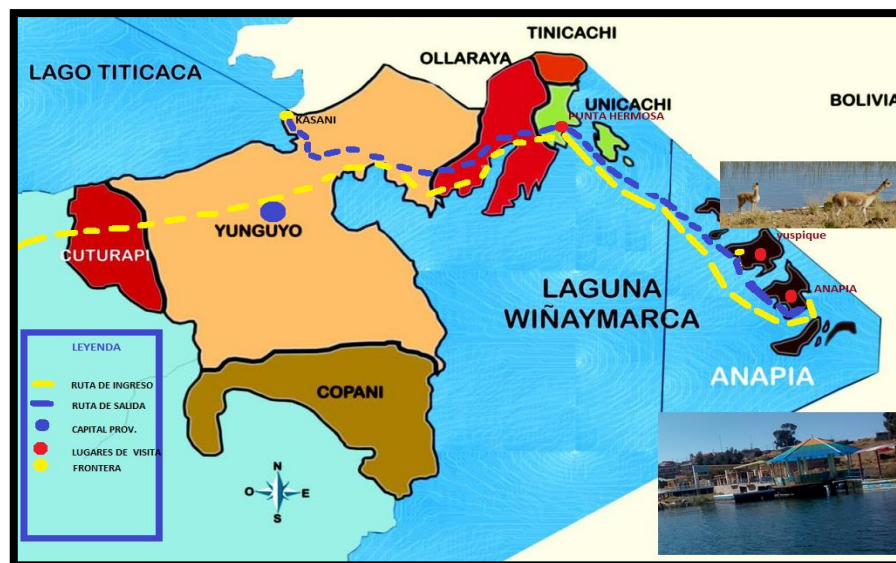 TINICACHI
OLLARAYA
LAGO TITICACA
UNICACHI
BOLIVIA
KASANI
PUNTA HERMOSA
YUNGUYO
CUTURAPI
yuspique
LAGUNA
WIÑAYMARCA
ANAPIA
ANAPIA
COPANI
LEYENDA
RUTA DE INGRESO
RUTA DE SALIDA
CAPITAL PROV.
LUGARES DE VISITA
FRONTERA
N
O
E
S